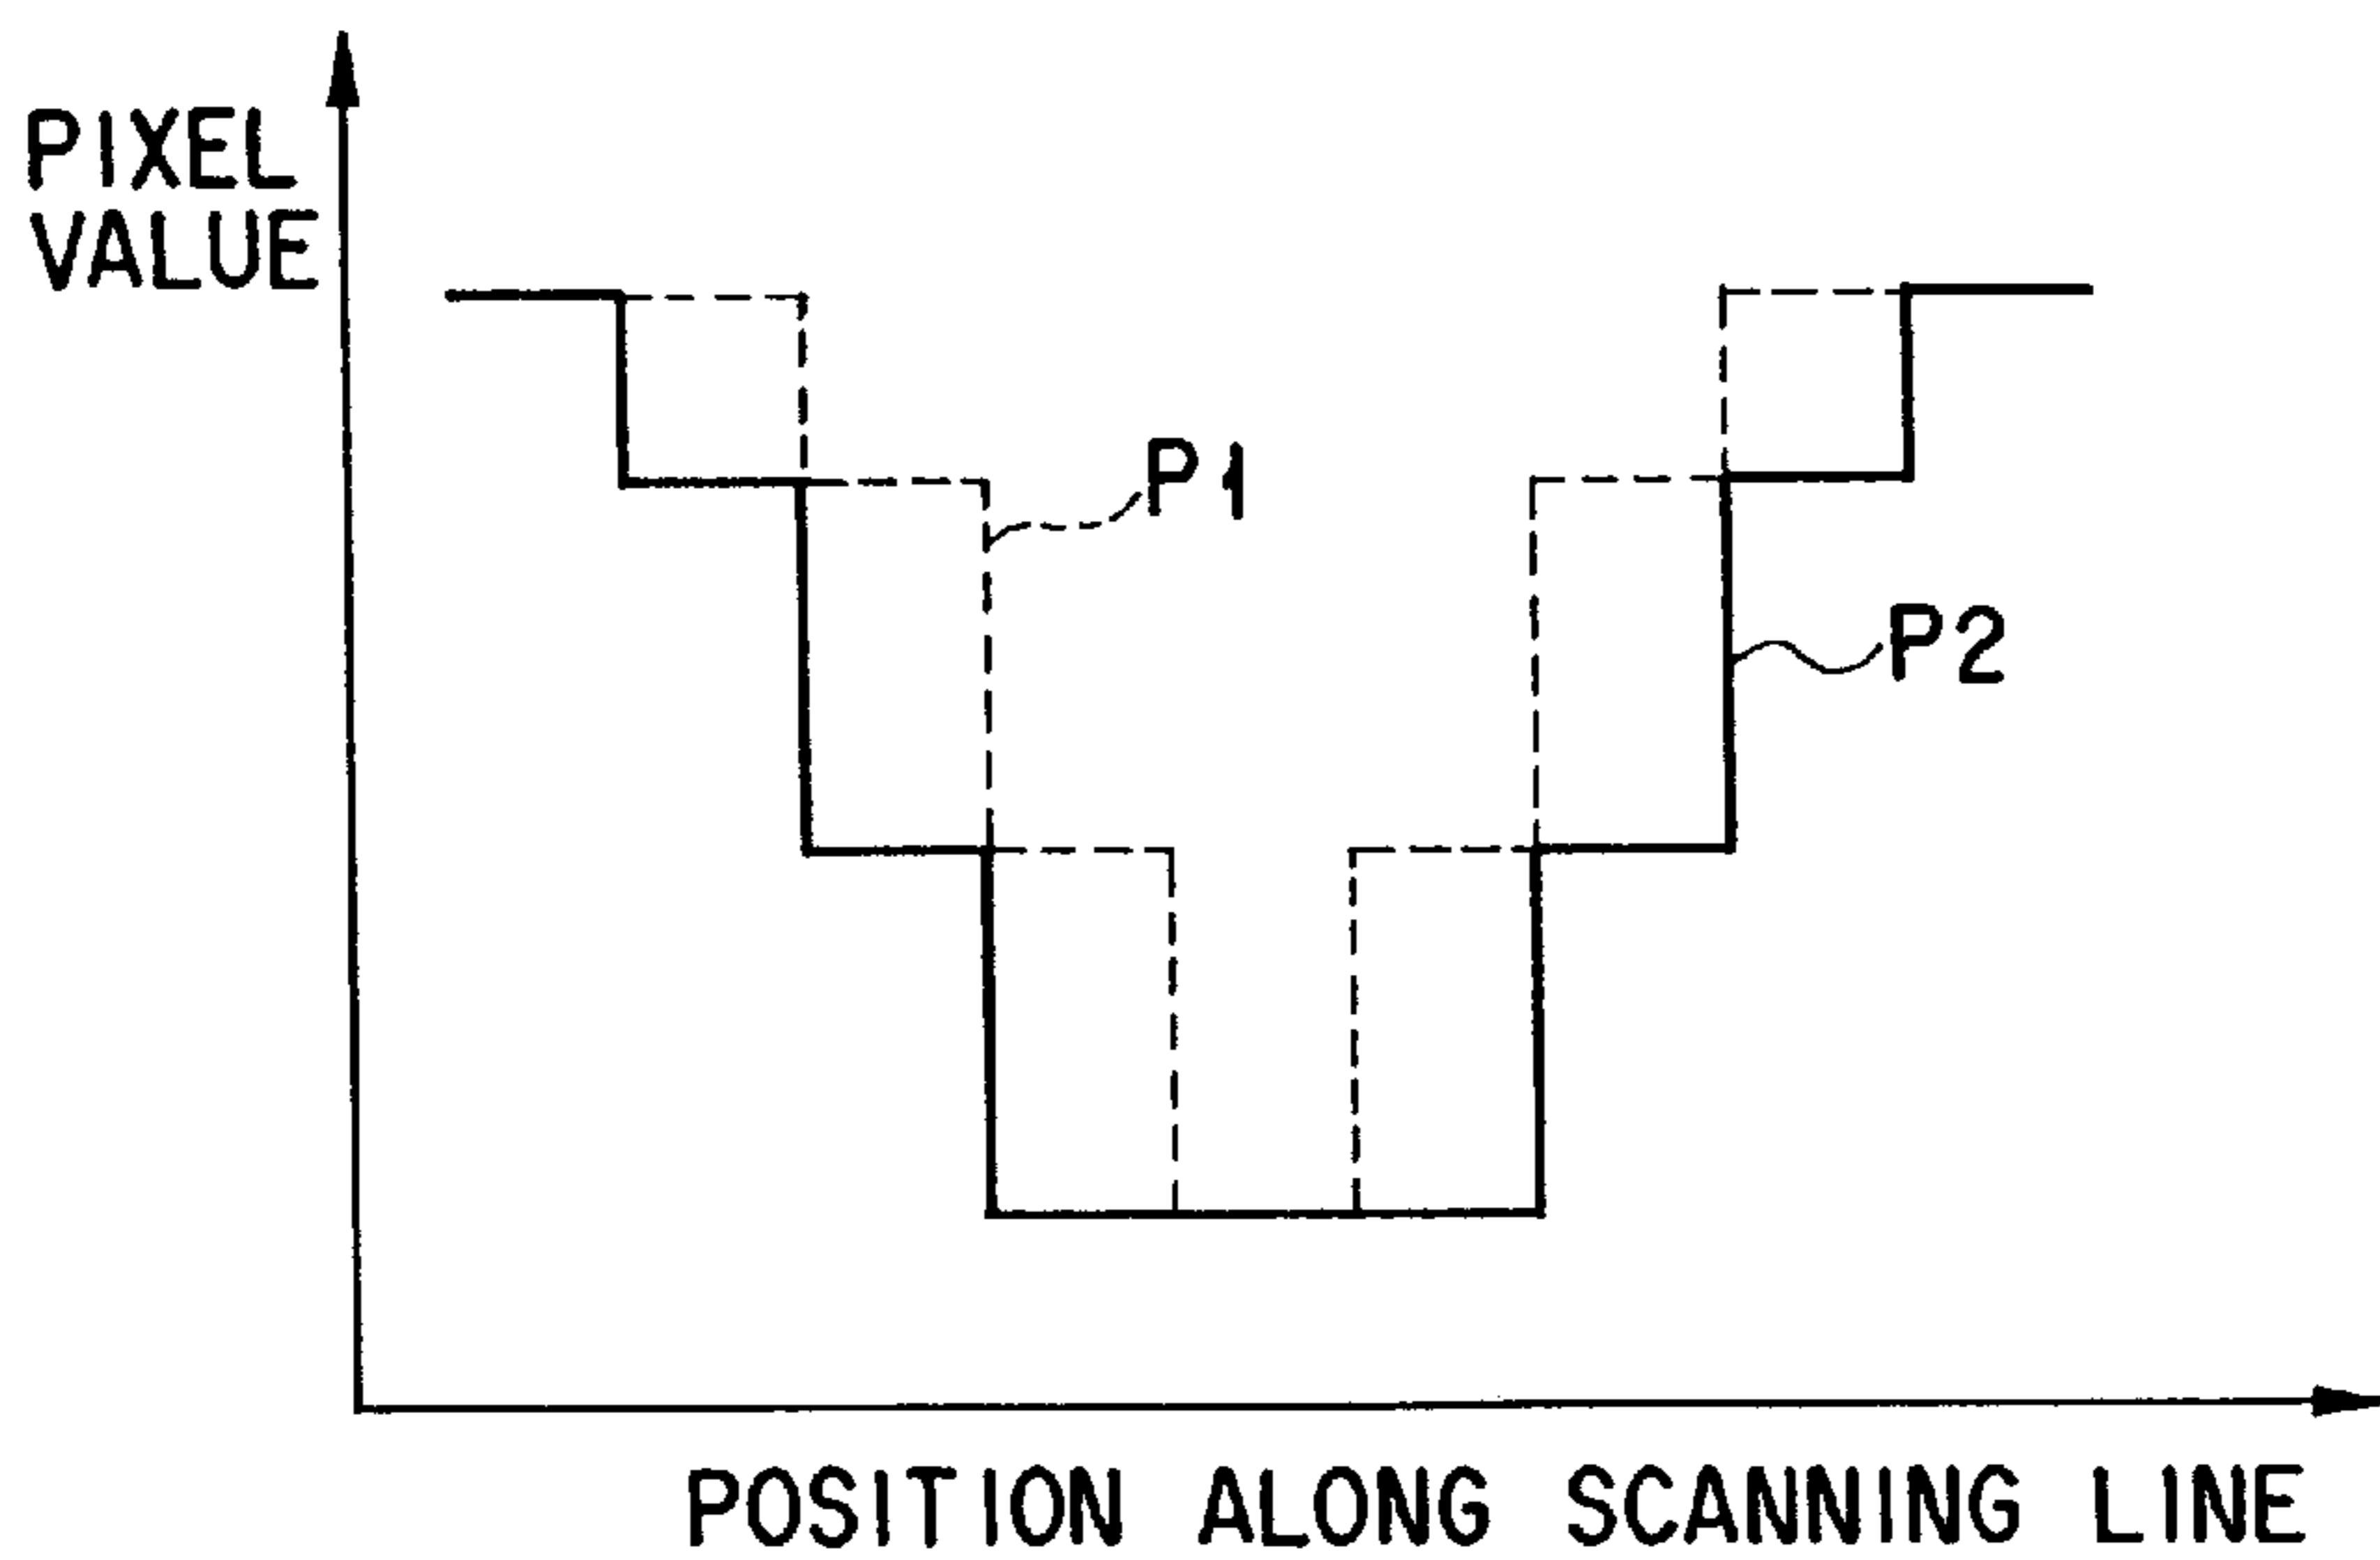 PIXEL
VALUE
P1
P2
POSITION ALONG SCANNING LINE